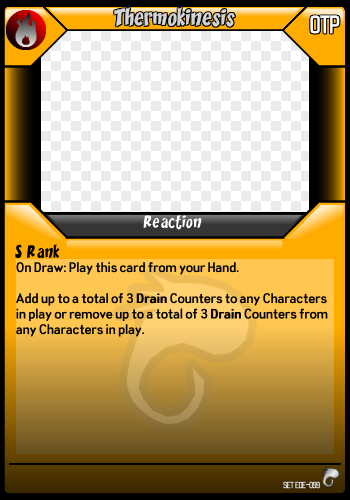 Thermokinesis
OTP
Reaction
S Rank
On Draw: Play this card from your Hand.
Add up to a total of 3 Drain Counters to any Characters
in play or remove up to a total of 3 Drain Counters from
any Characters in play.
SET EOE-099